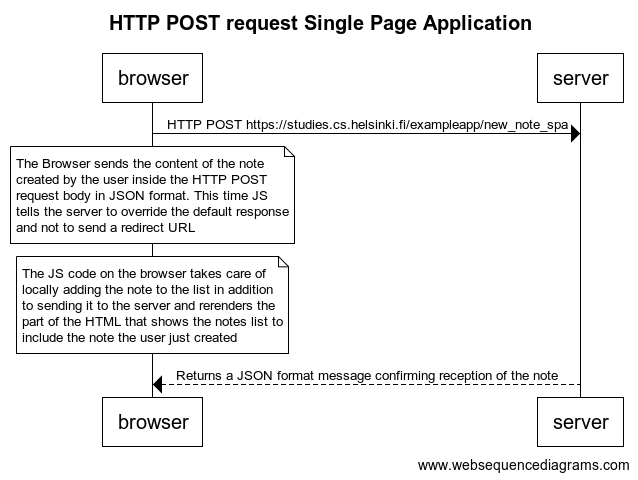 HTTP POST request Single Page Application
browser
server
HTTP POST https://studies.cs.helsinki.fi/exampleapp/new_note_spa
The Browser sends the content of the note
created by the user inside the HTTP POST
request body in JSON format. This time JS
tells the server to override the default response
and not to send a redirect URL
The JS code on the browser takes care of
locally adding the note to the list in addition
to sending it to the server and rerenders the
part of the HTML that shows the notes list to
include the note the user just created
Returns a JSON format message confirming reception of the note
browser
server
www.websequencediagrams.com